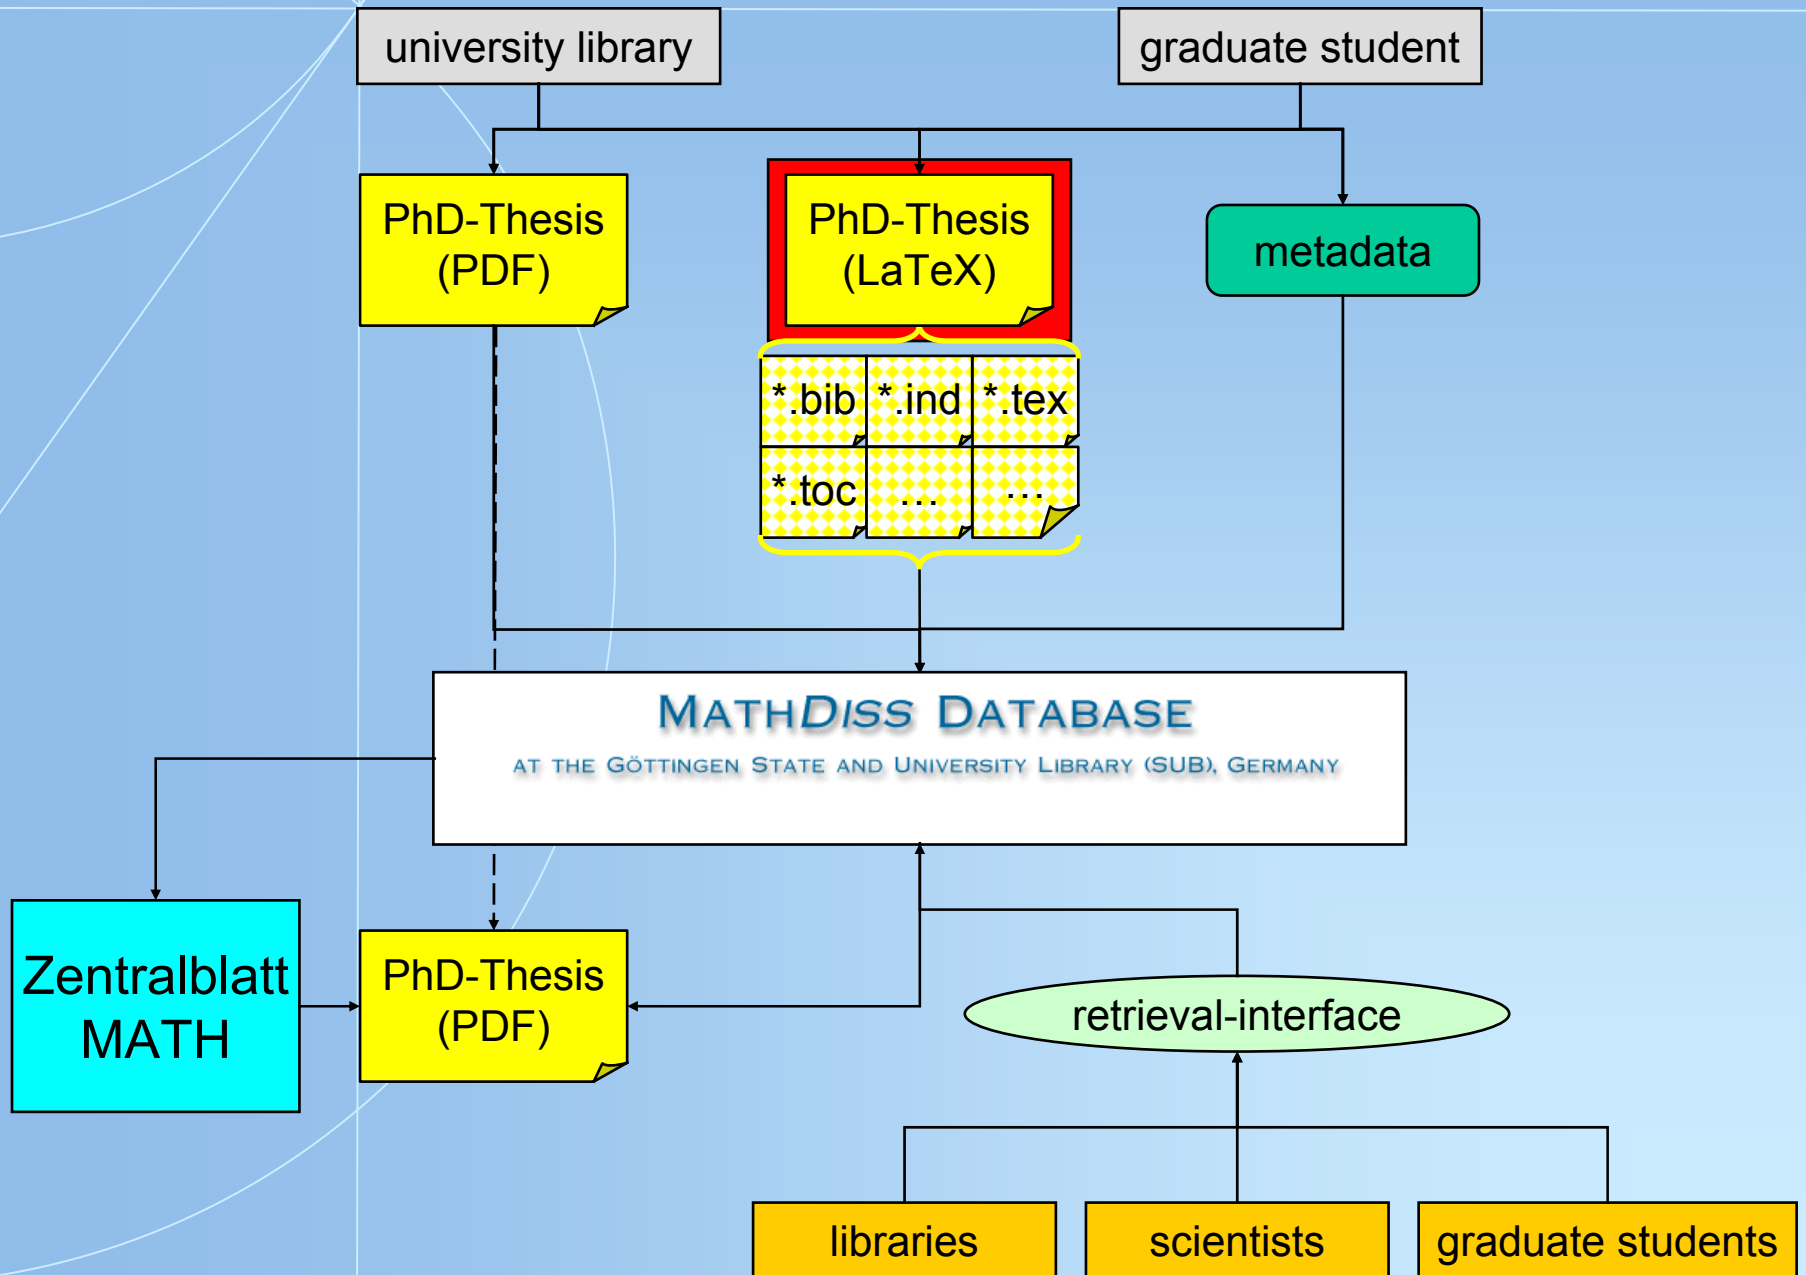 university library
graduate student
PhD-Thesis
(PDF)
PhD-Thesis
(LaTeX)
metadata
*.bib
*.ind
*.tex
*.toc
...
...
MATHDISS DATABASE
AT THE GÖTTINGEN STATE AND UNIVERSITY LIBRARY (SUB), GERMANY
Zentralblatt
MATH
PhD-Thesis
(PDF)
retrieval-interface
libraries
scientists
graduate students